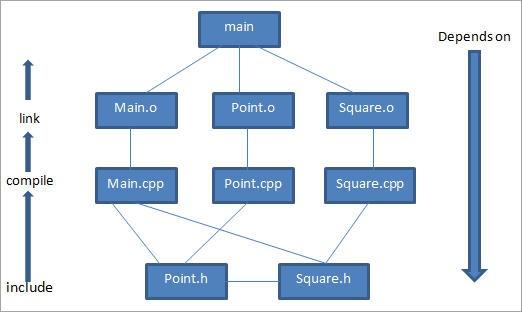 main
Depends on
Main.o
Point.o
Square.o
link
Main.cpp
Point.cpp
Square.cpp
compile
Point.h
Square.h
include